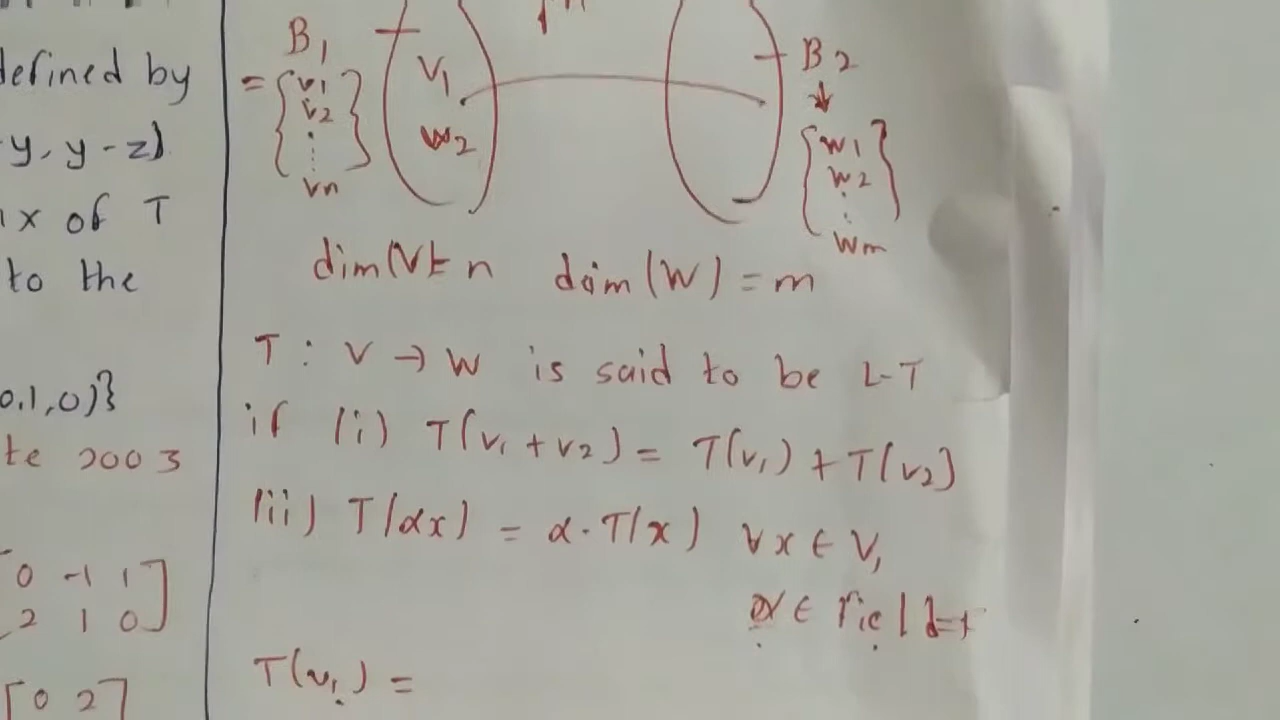 defined by
y, y-z)
ix of T
to the
0,1,0)}
te 2003
0 -1 1]
2 1 0]
[0 2]
B1
= {v1
v2
⋮
vn}
V1
w2
B2
↓
{w1
w2
⋮
wm}
dim(V) = n dim(W) = m
T : V → W is said to be L-T
if (i) T(v1 + v2) = T(v1) + T(v2)
(ii) T(αx) = α · T(x) ∀ x ∈ V,
α ∈ field
T(v1) =